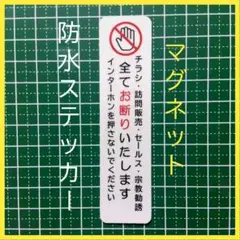 マグネット
チラシ・訪問販売・セールス・宗教勧誘
全てお断りいたします
インターホンを押さないでください
防水ステッカー